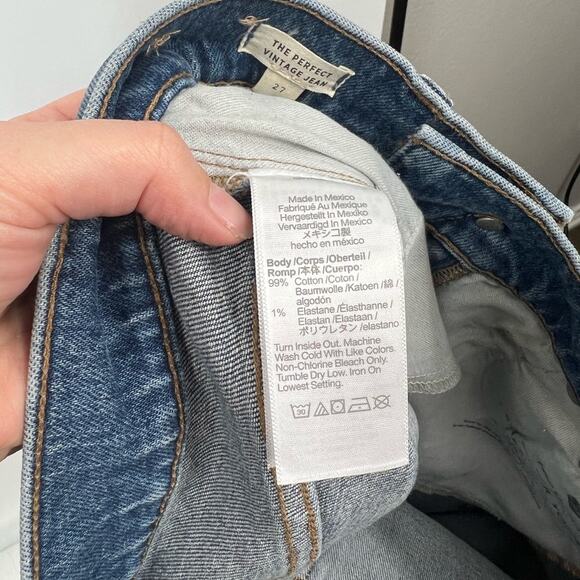 THE PERFECT
VINTAGE JEAN
27
Made In Mexico
Fabriqué Au Mexique
Hergestellt In Mexiko
Vervaardigd In Mexico
メキシコ製
hecho en méxico
Body /Corps /Oberteil /
Romp /本体 /Cuerpo:
99% Cotton /Coton /
Baumwolle /Katoen /綿 /
algodón
1% Elastane /Élasthanne /
Elastan /Elastaan /
ポリウレタン /elastano
Turn Inside Out. Machine
Wash Cold With Like Colors.
Non-Chlorine Bleach Only.
Tumble Dry Low. Iron On
Lowest Setting.
30